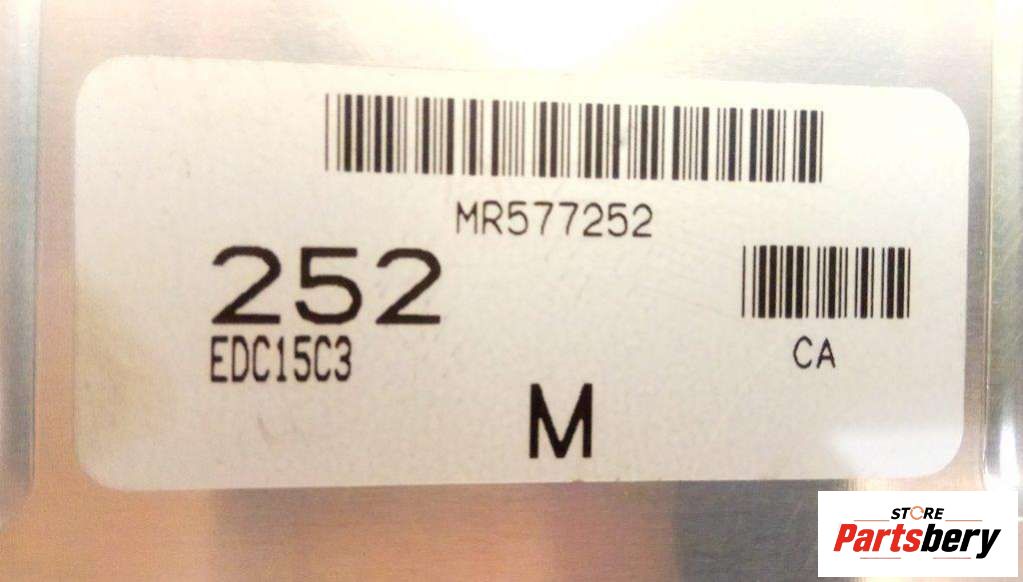 MR577252
252
EDC15C3
CA
M
STORE
Partsbery